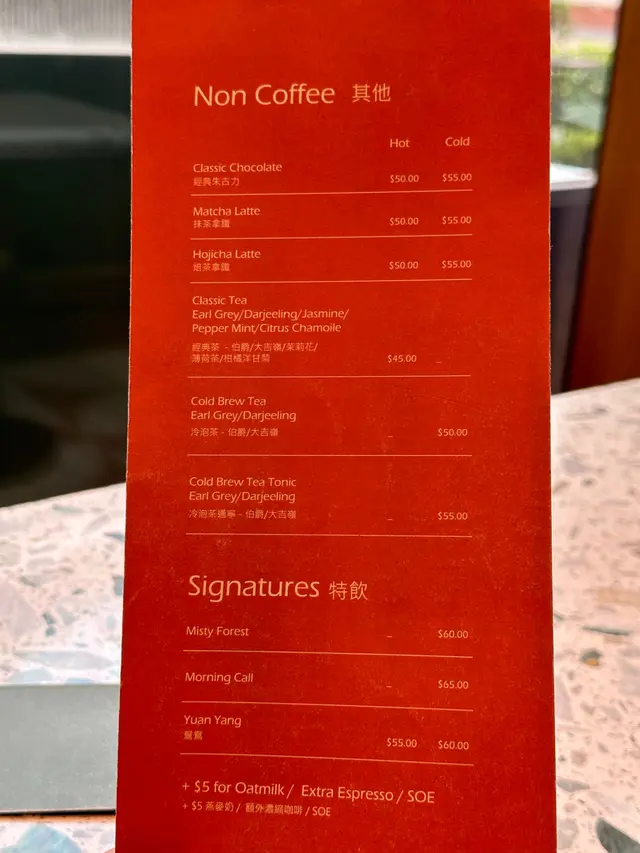 Non Coffee 其他
Hot Cold
Classic Chocolate
經典朱古力 $50.00 $55.00
Matcha Latte
抹茶拿鐵 $50.00 $55.00
Hojicha Latte
焙茶拿鐵 $50.00 $55.00
Classic Tea
Earl Grey/Darjeeling/Jasmine/
Pepper Mint/Citrus Chamoile
經典茶 - 伯爵/大吉嶺/茉莉花/
薄荷茶/柑橘洋甘菊 $45.00 –
Cold Brew Tea
Earl Grey/Darjeeling
冷泡茶 - 伯爵/大吉嶺 – $50.00
Cold Brew Tea Tonic
Earl Grey/Darjeeling
冷泡茶通寧 - 伯爵/大吉嶺 – $55.00
Signatures 特飲
Misty Forest – $60.00
Morning Call – $65.00
Yuan Yang
鴛鴦 $55.00 $60.00
+ $5 for Oatmilk / Extra Espresso / SOE
+ $5 燕麥奶 / 額外濃縮咖啡 / SOE